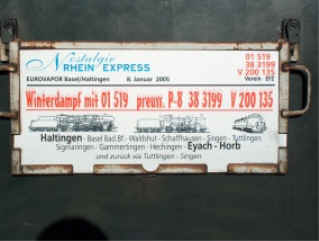 Nostalgie
RHEIN EXPRESS
01 519
38 3199
V 200 135
EUROVAPOR Basel/Haltingen 8. Januar 2005 Verein
Winterdampf mit 01 519 preuss. P-8 38 3199 V 200 135
Haltingen - Basel Bad.Bf - Waldshut - Schaffhausen - Singen - Tuttlingen
Sigmaringen - Gammertingen - Hechingen - Eyach - Horb
und zurück via Tuttlingen - Singen